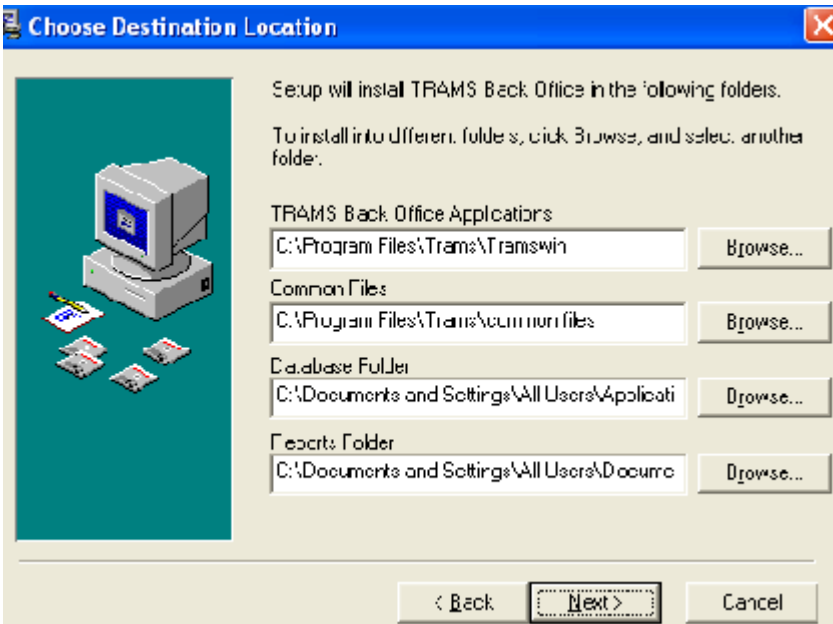 Choose Destination Location
Setup will install TRAMS Back Office in the following folders.
To install into different folders, click Browse, and select another
folder.
TRAMS Back Office Applications
C:\Program Files\Trams\Tramswin
Browse...
Common Files
C:\Program Files\Trams\common files
Browse...
Database Folder
C:\Documents and Settings\All Users\Applicati
Browse...
Reports Folder
C:\Documents and Settings\All Users\Docume
Browse...
< Back
Next >
Cancel